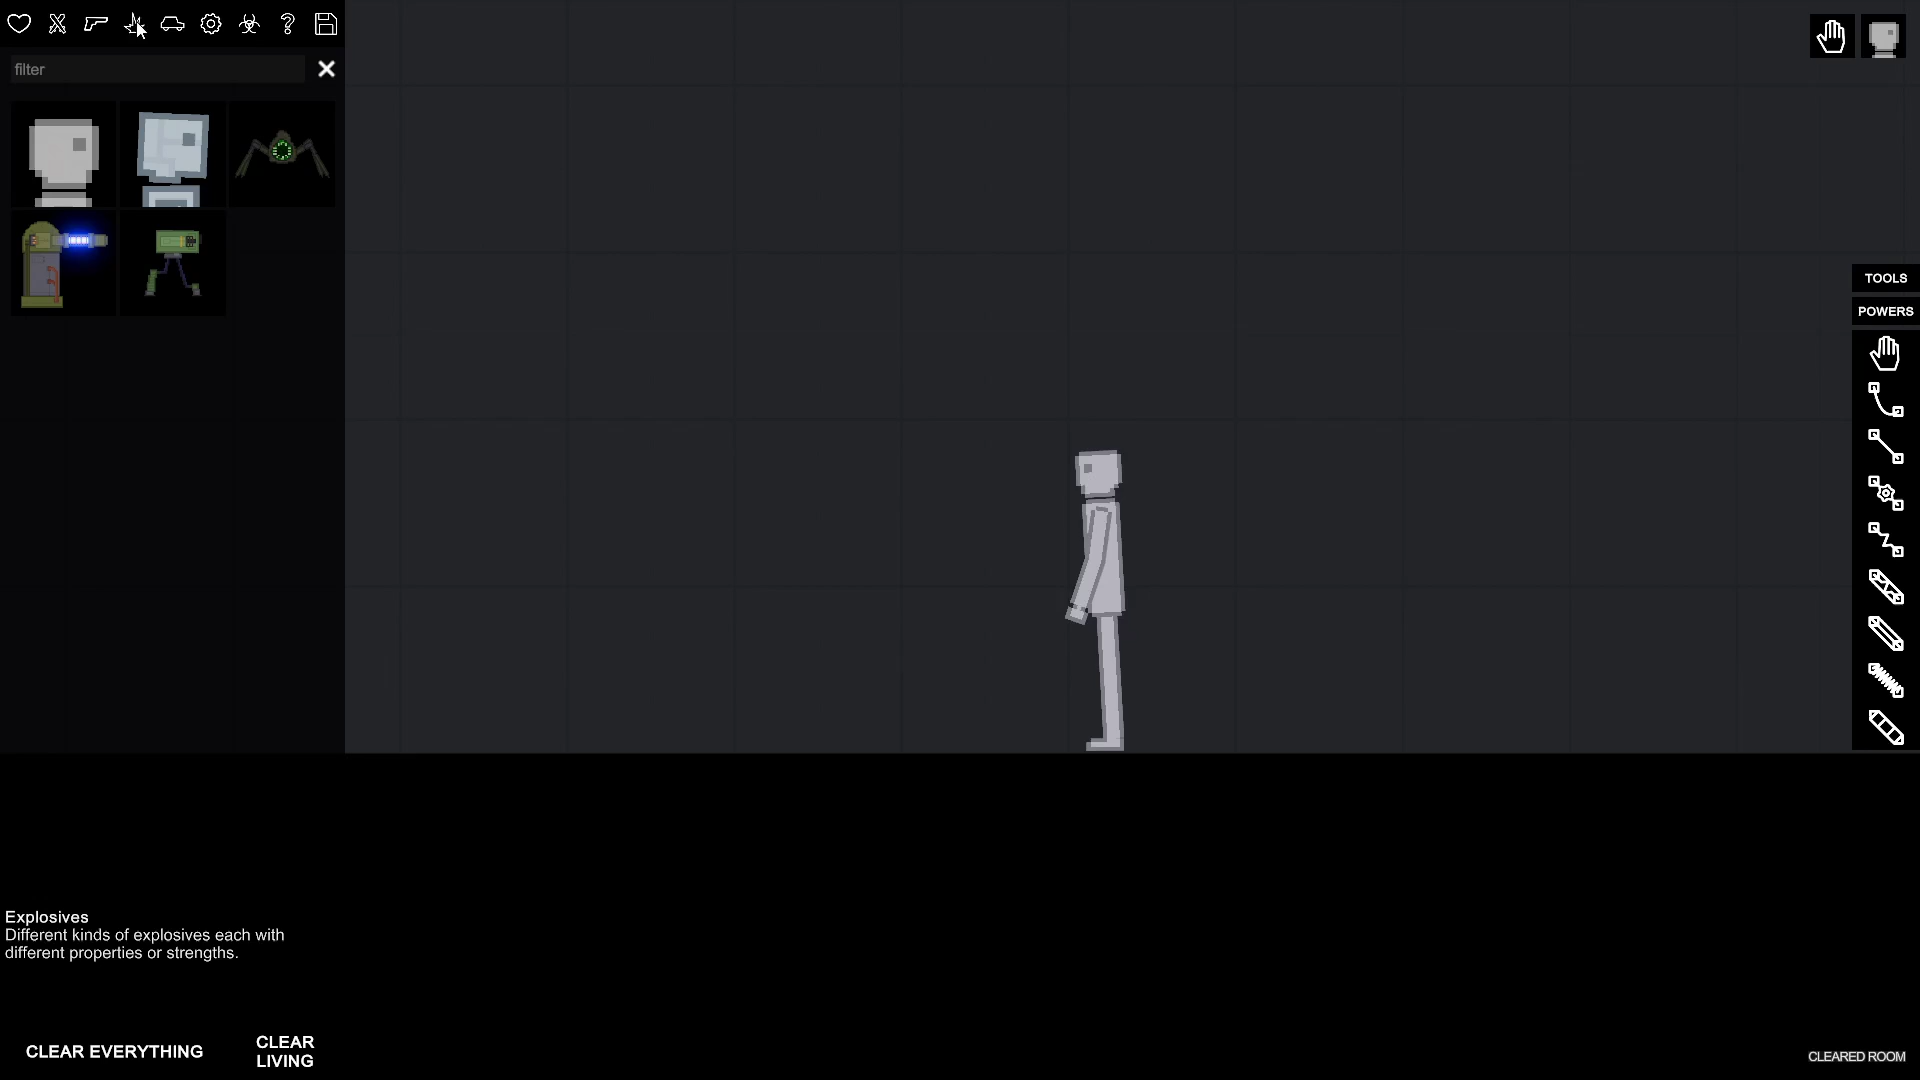 filter
TOOLS
POWERS
Explosives
Different kinds of explosives each with
different properties or strengths.
CLEAR EVERYTHING
CLEAR
LIVING
CLEARED ROOM